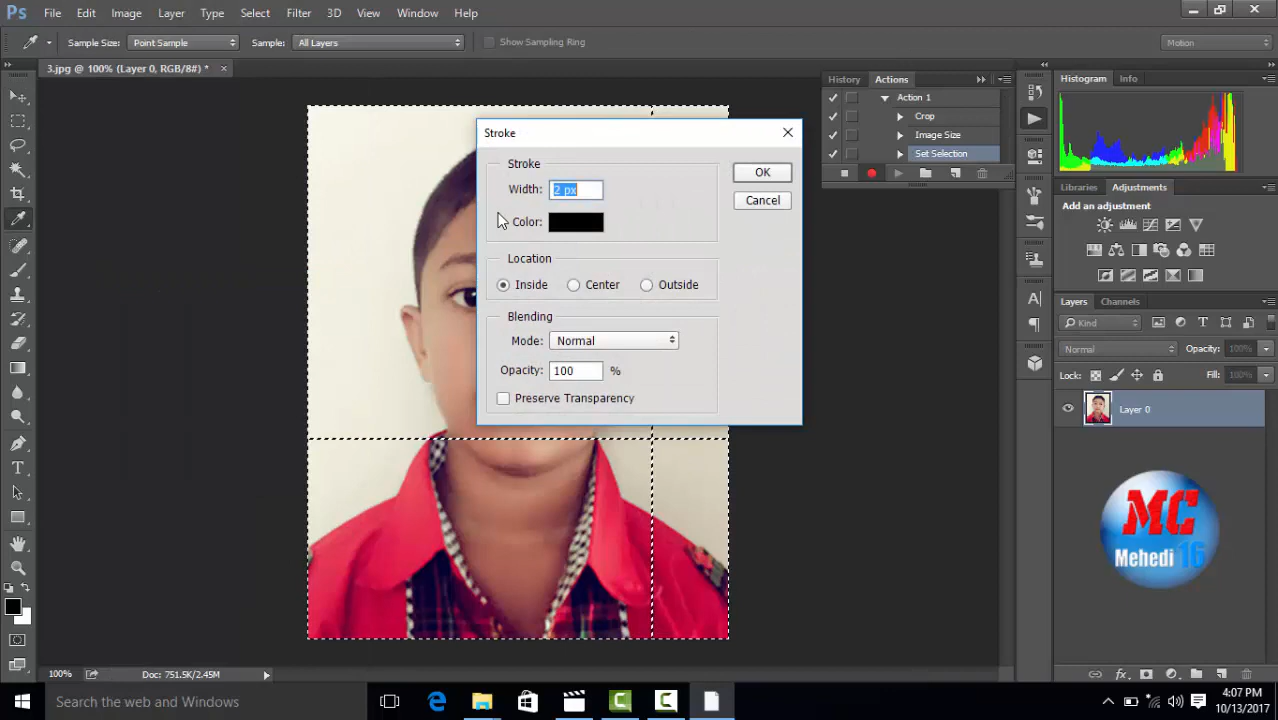 Ps File Edit Image Layer Type Select Filter 3D View Window Help
Sample Size: Point Sample Sample: All Layers Show Sampling Ring Motion
3.jpg @ 100% (Layer 0, RGB/8#) * ×
History Actions
Action 1
Crop
Image Size
Set Selection
Histogram Info
Libraries Adjustments
Add an adjustment
Layers Channels
Kind
Normal Opacity: 100%
Lock: Fill: 100%
Layer 0
Stroke
Stroke
Width: 2 px
Color:
OK
Cancel
Location
Inside Center Outside
Blending
Mode: Normal
Opacity: 100 %
Preserve Transparency
MC
Mehedi 16
100% Doc: 751.5K/2.45M
Search the web and Windows
4:07 PM
10/13/2017